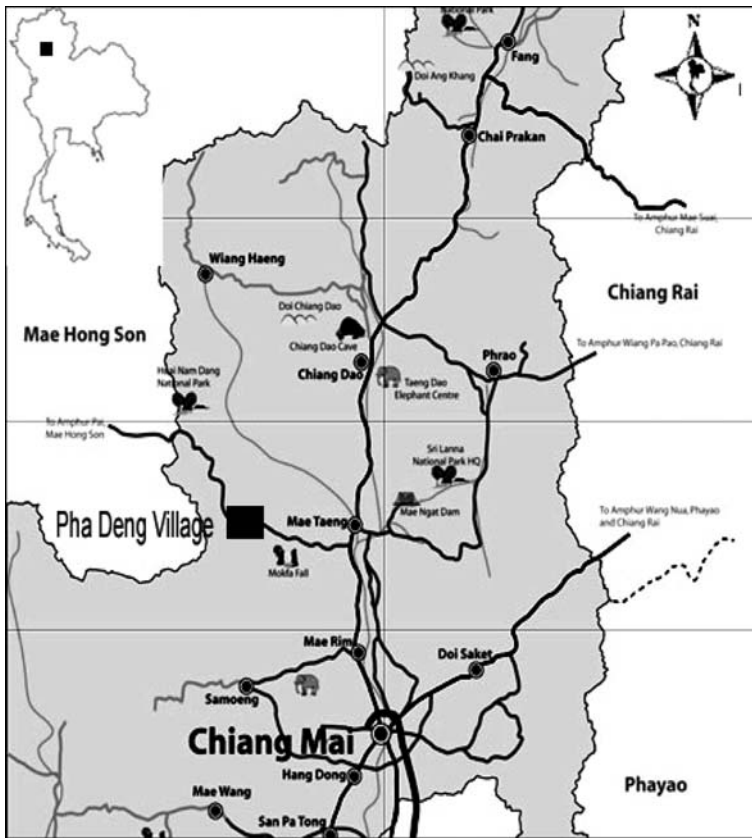 National Park
N
Fang
Doi Ang Khang
Chai Prakan
To Amphur Mae Suai,
Chiang Rai
Wiang Haeng
Chiang Rai
Doi Chiang Dao
Mae Hong Son
Chiang Dao Cave
To Amphur Wiang Pa Pao, Chiang Rai
Phrao
Chiang Dao
Huai Nam Dang
National Park
Taeng Dao
Elephant Centre
To Amphur Pai,
Mae Hong Son
Sri Lanna
National Park HQ
Mae Ngat Dam
To Amphur Wang Nua, Phayao
and Chiang Rai
Pha Deng Village
Mae Taeng
Mokfa Fall
Mae Rim
Doi Saket
Samoeng
Chiang Mai
Hang Dong
Phayao
Mae Wang
San Pa Tong